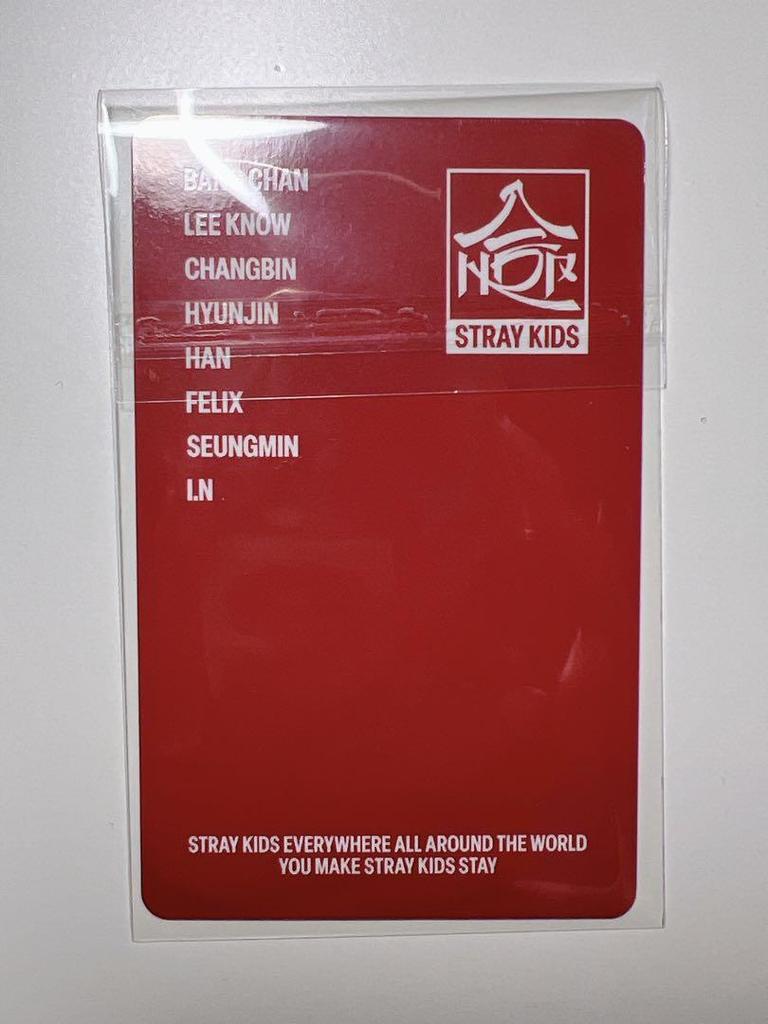 BANG CHAN
LEE KNOW
CHANGBIN
HYUNJIN
HAN
FELIX
SEUNGMIN
I.N
STRAY KIDS
STRAY KIDS EVERYWHERE ALL AROUND THE WORLD
YOU MAKE STRAY KIDS STAY